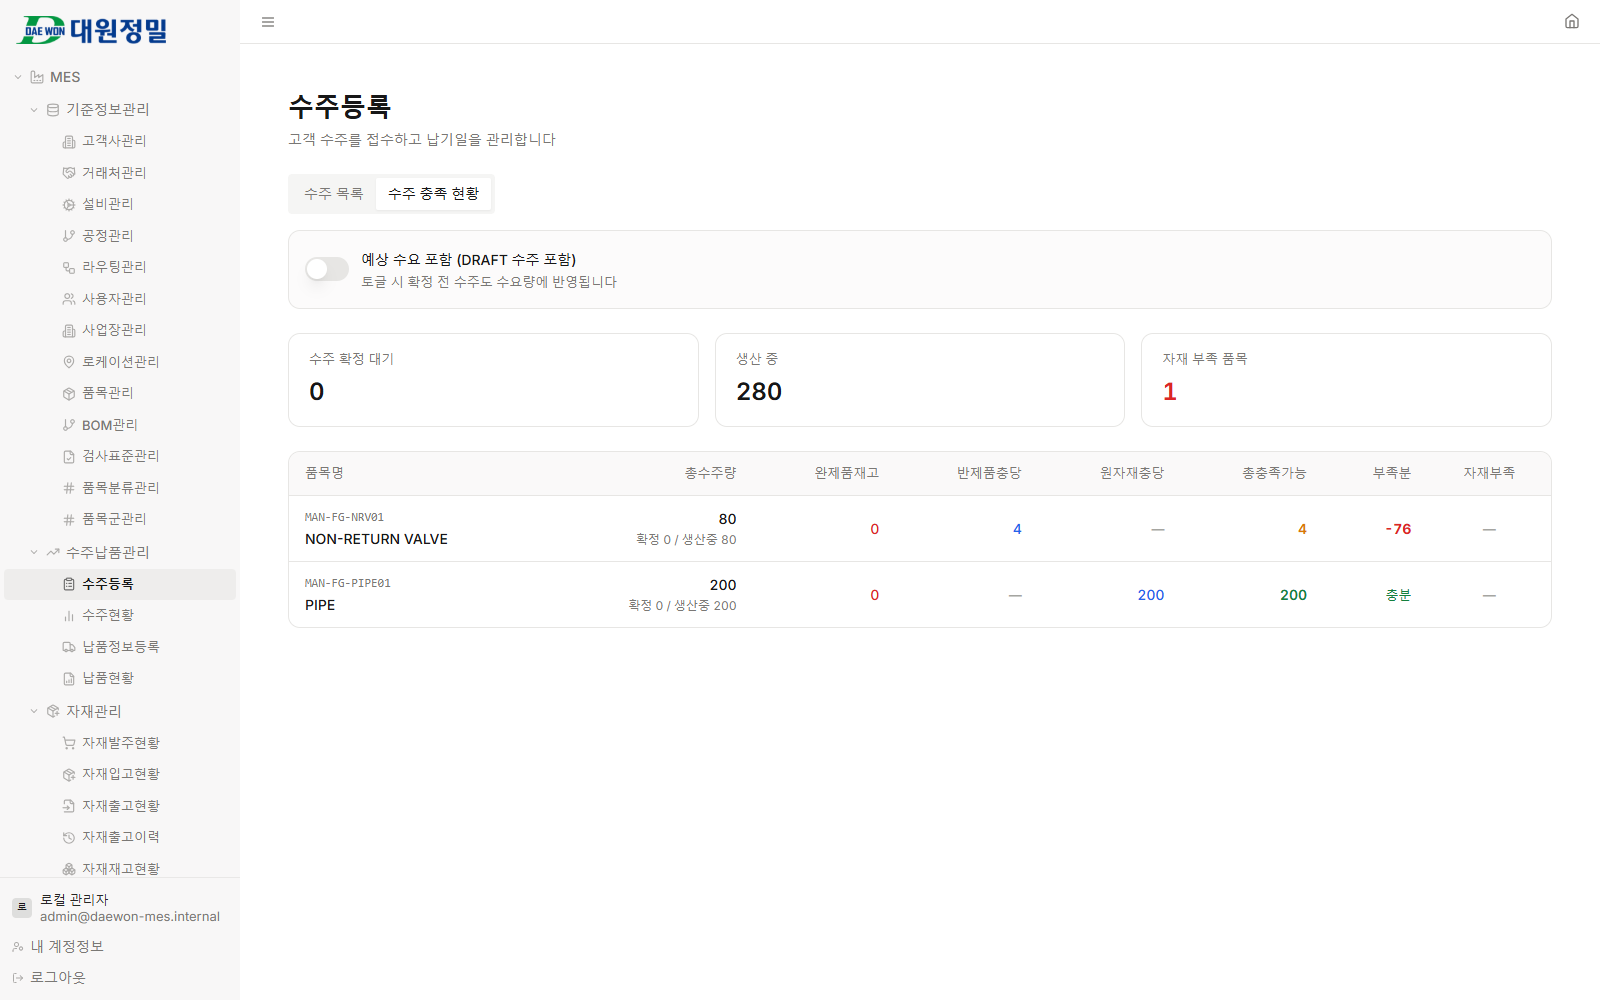 DAE WON 대원정밀
MES
기준정보관리
고객사관리
거래처관리
설비관리
공정관리
라우팅관리
사용자관리
사업장관리
로케이션관리
품목관리
BOM관리
검사표준관리
품목분류관리
품목군관리
수주납품관리
수주등록
수주현황
납품정보등록
납품현황
자재관리
자재발주현황
자재입고현황
자재출고현황
자재출고이력
자재재고현황
로 로컬 관리자
admin@daewon-mes.internal
내 계정정보
로그아웃
수주등록
고객 수주를 접수하고 납기일을 관리합니다
수주 목록 수주 충족 현황
예상 수요 포함 (DRAFT 수주 포함)
토글 시 확정 전 수주도 수요량에 반영됩니다
수주 확정 대기
0
생산 중
280
자재 부족 품목
1
품목명 총수주량 완제품재고 반제품충당 원자재충당 총충족가능 부족분 자재부족
MAN-FG-NRV01
NON-RETURN VALVE
80
확정 0 / 생산중 80
0 4 — 4 -76 —
MAN-FG-PIPE01
PIPE
200
확정 0 / 생산중 200
0 — 200 200 충분 —